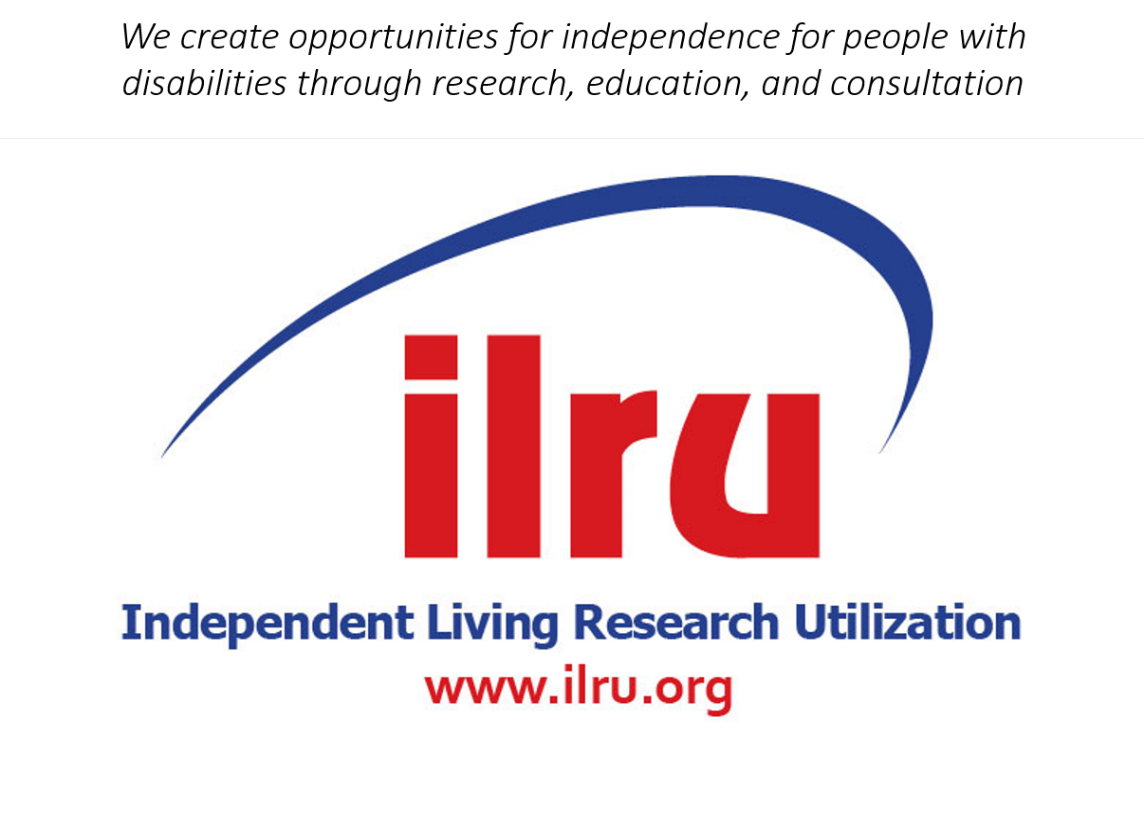 We create opportunities for independence for people with
disabilities through research, education, and consultation
ilru
Independent Living Research Utilization
www.ilru.org